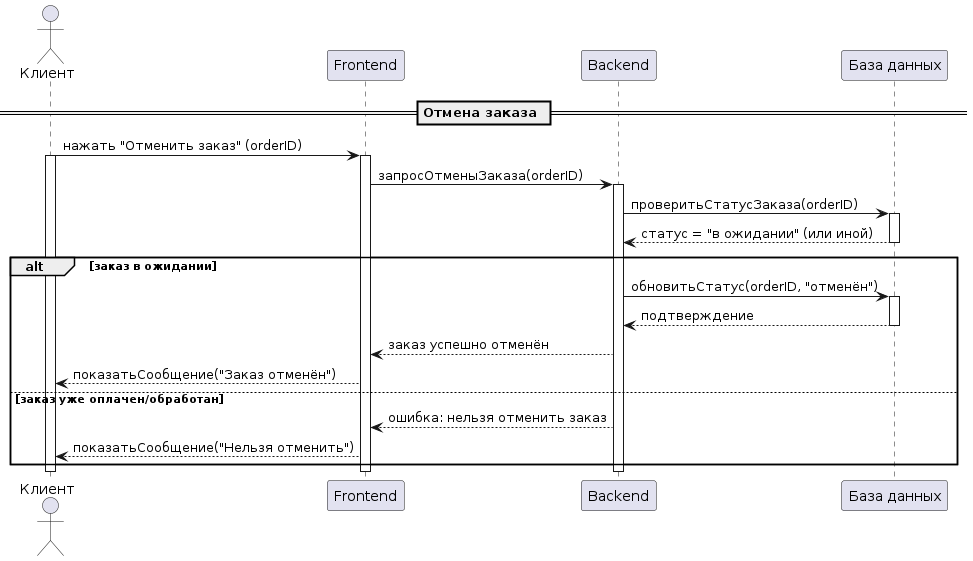 Клиент
Frontend
Backend
База данных
Отмена заказа
нажать "Отменить заказ" (orderID)
запросОтменыЗаказа(orderID)
проверитьСтатусЗаказа(orderID)
статус = "в ожидании" (или иной)
alt
[заказ в ожидании]
обновитьСтатус(orderID, "отменён")
подтверждение
заказ успешно отменён
показатьСообщение("Заказ отменён")
[заказ уже оплачен/обработан]
ошибка: нельзя отменить заказ
показатьСообщение("Нельзя отменить")
Клиент
Frontend
Backend
База данных